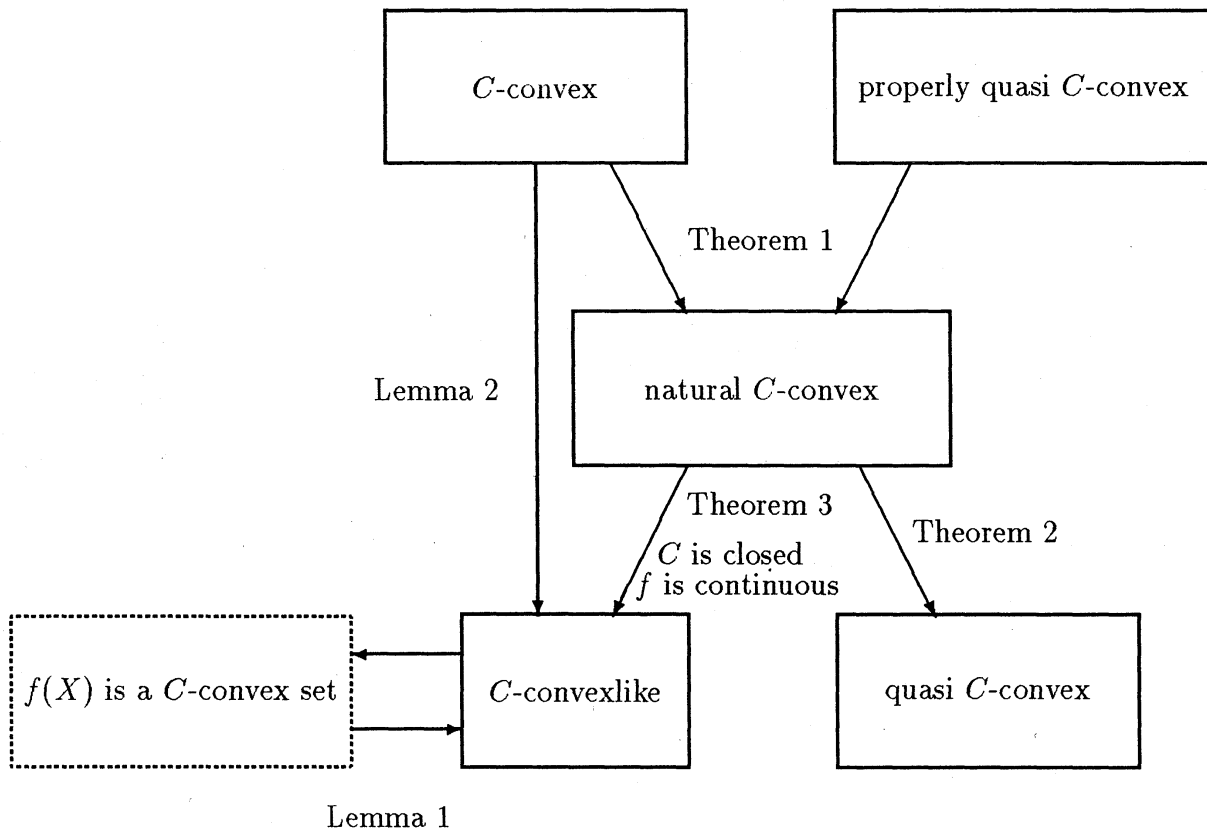 C-convex
properly quasi C-convex
Theorem 1
Lemma 2
natural C-convex
Theorem 3
C is closed
f is continuous
Theorem 2
f(X) is a C-convex set
C-convexlike
quasi C-convex
Lemma 1